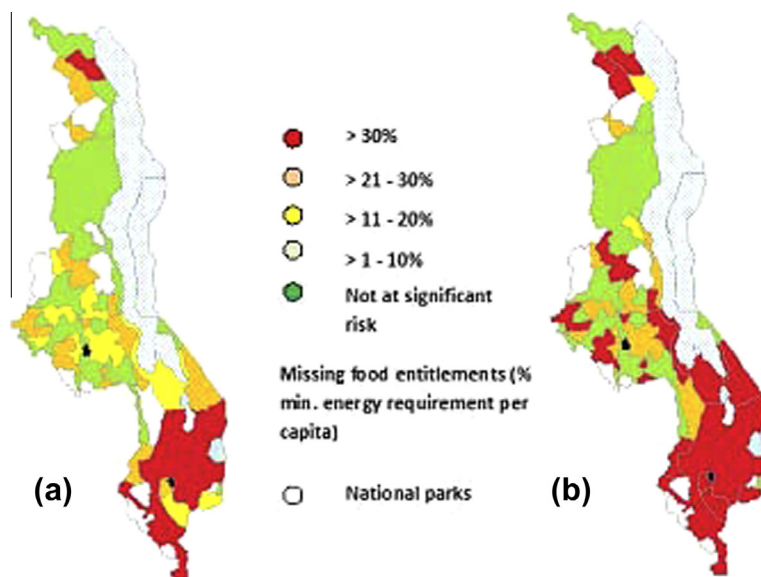 > 30%
> 21 - 30%
> 11 - 20%
> 1 - 10%
Not at significant
risk
Missing food entitlements (%
min. energy requirement per
capita)
National parks
(a)
(b)